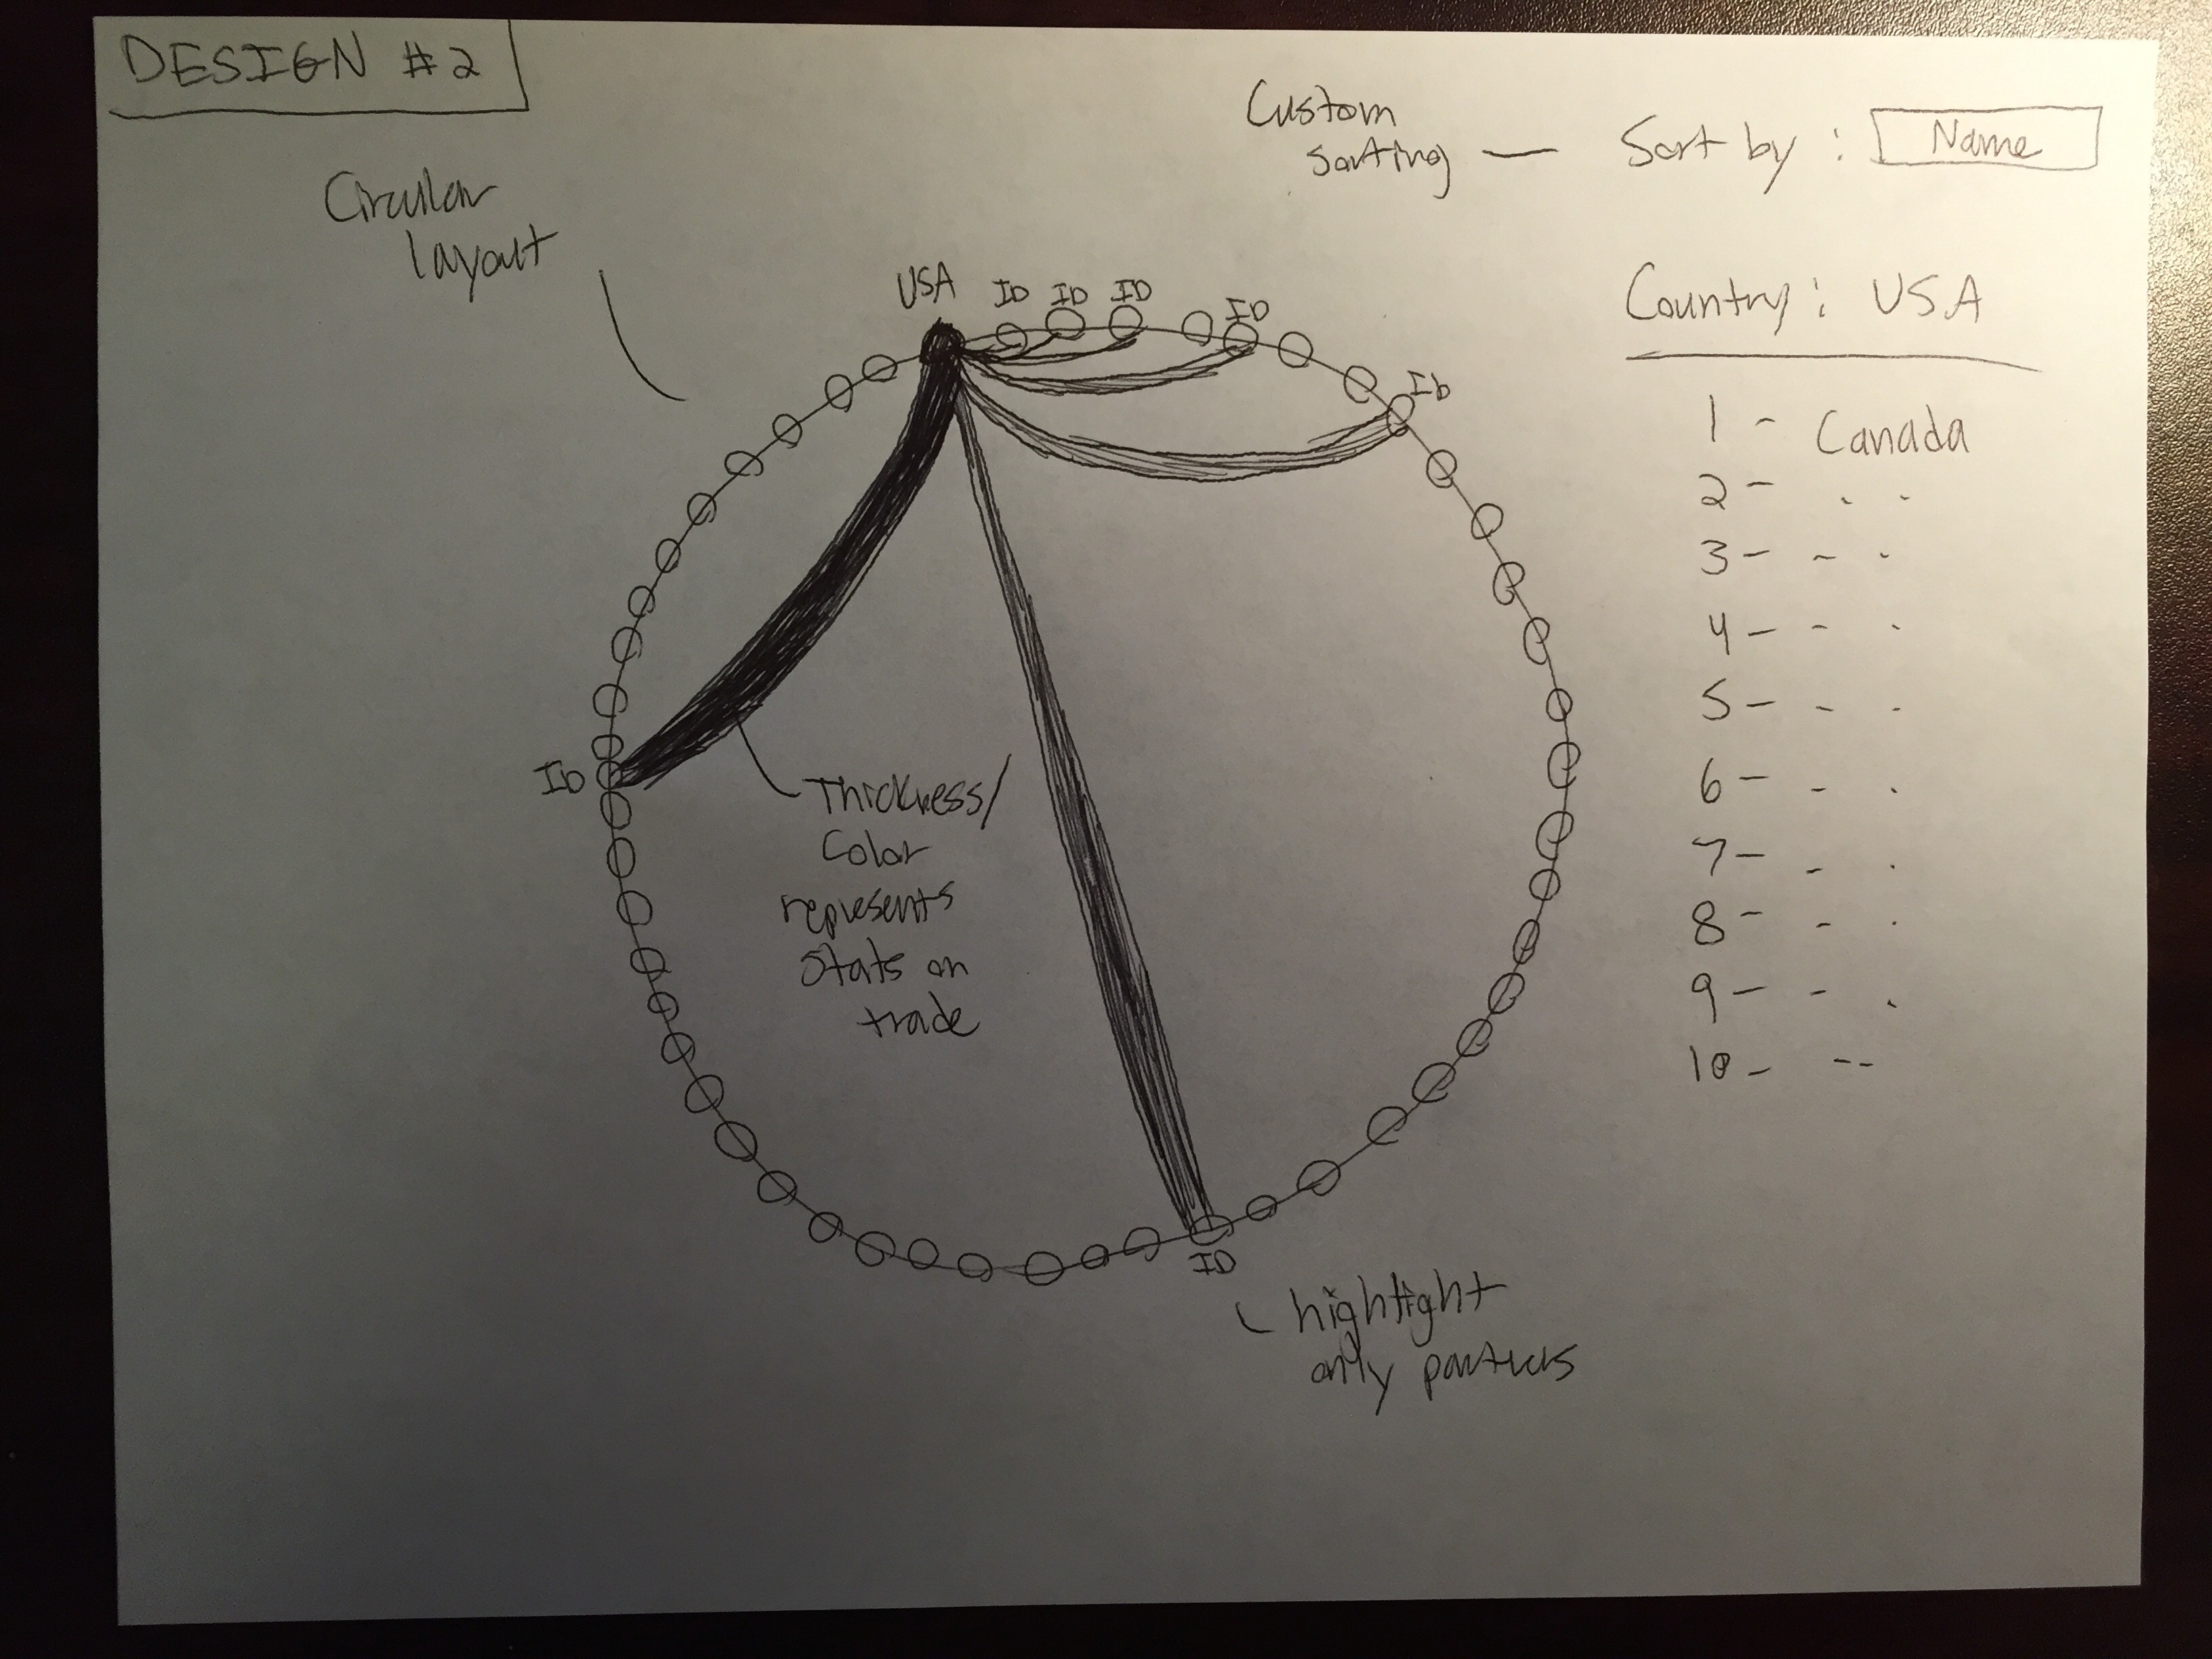 DESIGN #2
Circular
layout
Custom
sorting — Sort by : Name
Country : USA
1 - Canada
2 -
3 -
4 -
5 -
6 -
7 -
8 -
9 -
10 -
USA ID ID ID ID
ID
ID
Thickness/
Color
represents
Stats on
trade
ID
highlight
only partners